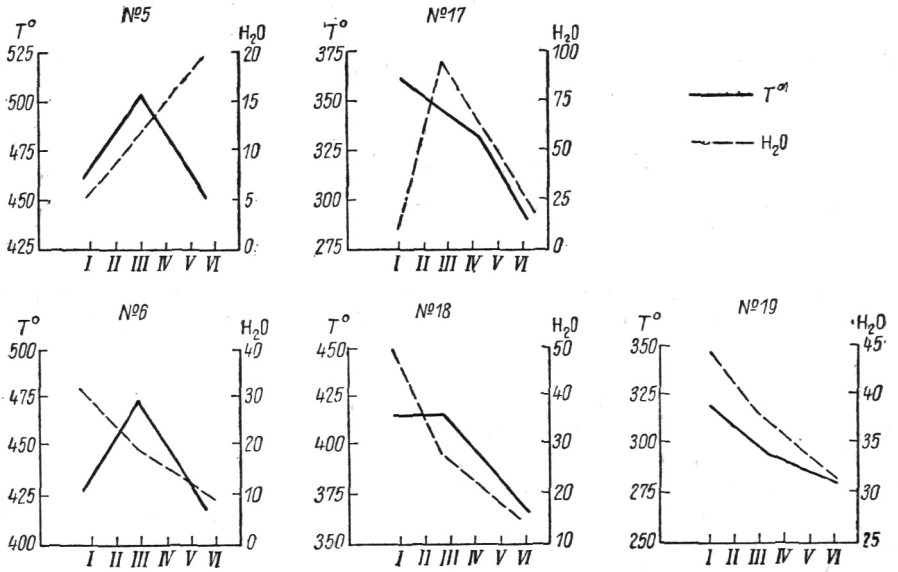 №5
T° H₂O
525 20
500 15
475 10
450 5
425 0
I II III IV V VI
№17
T° H₂O
375 100
350 75
325 50
300 25
275 0
I II III IV V VI
T°
H₂O
№6
T° H₂O
500 40
475 30
450 20
425 10
400 0
I II III IV V VI
№18
T° H₂O
450 50
425 40
400 30
375 20
350 10
I II III IV V VI
№19
T° H₂O
350 45
325 40
300 35
275 30
250 25
I II III IV V VI